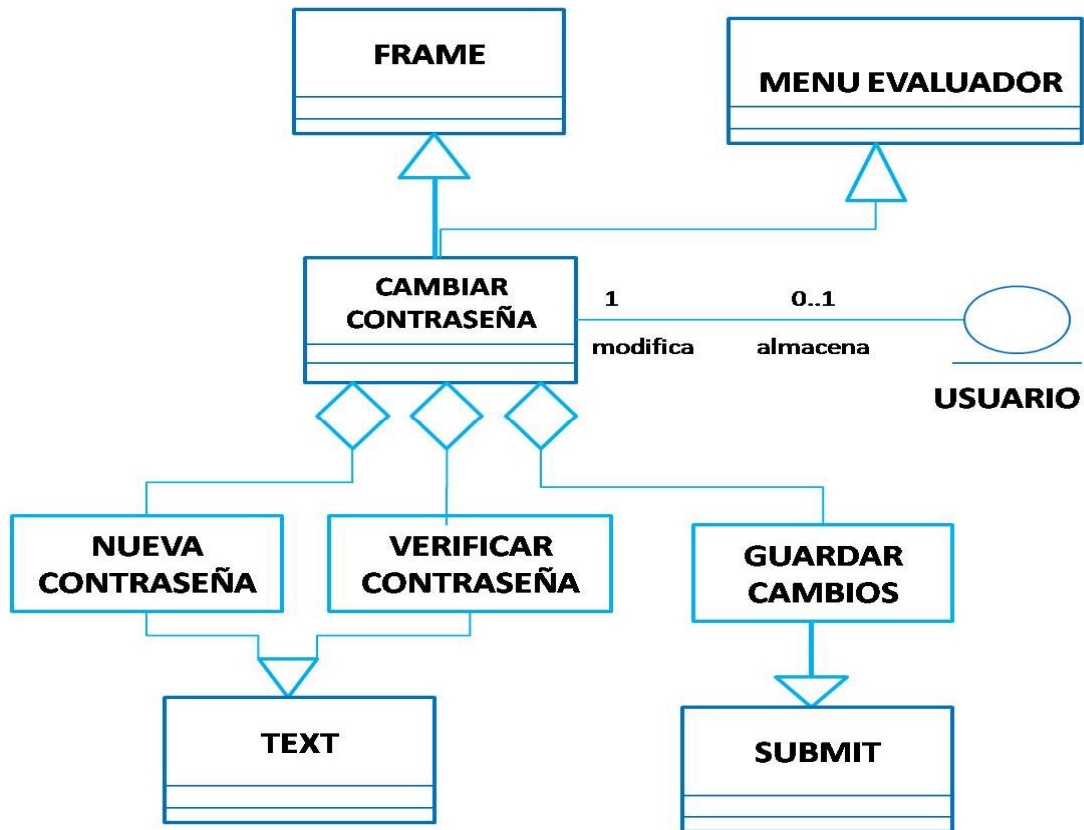 FRAME
MENU EVALUADOR
CAMBIAR
CONTRASEÑA
1
0..1
modifica
almacena
USUARIO
NUEVA
CONTRASEÑA
VERIFICAR
CONTRASEÑA
GUARDAR
CAMBIOS
TEXT
SUBMIT